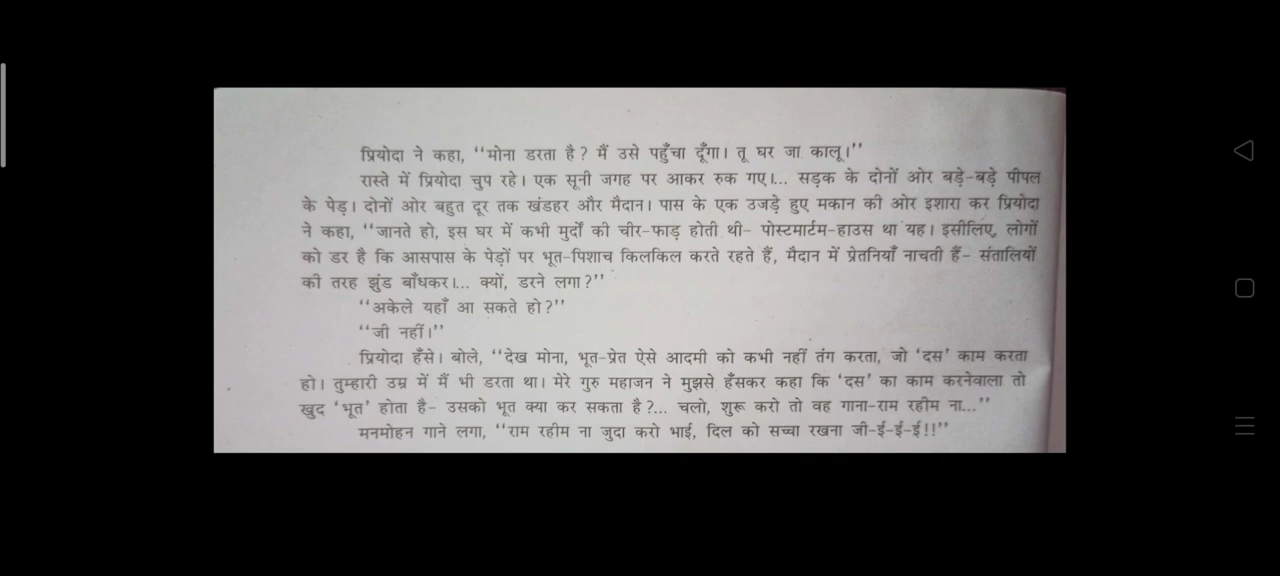 प्रियोदा ने कहा, ‘‘मोना डरता है? मैं उसे पहुँचा दूँगा। तू घर जा कालू।’’
रास्ते में प्रियोदा चुप रहे। एक सूनी जगह पर आकर रुक गए।... सड़क के दोनों ओर बड़े-बड़े पीपल
के पेड़। दोनों ओर बहुत दूर तक खंडहर और मैदान। पास के एक उजड़े हुए मकान की ओर इशारा कर प्रियोदा
ने कहा, ‘‘जानते हो, इस घर में कभी मुर्दों की चीर-फाड़ होती थी- पोस्टमार्टम-हाउस था यह। इसीलिए, लोगों
को डर है कि आसपास के पेड़ों पर भूत-पिशाच किलकिल करते रहते हैं, मैदान में प्रेतनियाँ नाचती हैं- संतालियों
की तरह झुंड बाँधकर।... क्यों, डरने लगा?’’
‘‘अकेले यहाँ आ सकते हो?’’
‘‘जी नहीं।’’
प्रियोदा हँसे। बोले, ‘‘देख मोना, भूत-प्रेत ऐसे आदमी को कभी नहीं तंग करता, जो ‘दस’ काम करता
हो। तुम्हारी उम्र में मैं भी डरता था। मेरे गुरु महाजन ने मुझसे हँसकर कहा कि ‘दस’ का काम करनेवाला तो
खुद ‘भूत’ होता है- उसको भूत क्या कर सकता है?... चलो, शुरू करो तो वह गाना-राम रहीम ना...’’
मनमोहन गाने लगा, ‘‘राम रहीम ना जुदा करो भाई, दिल को सच्चा रखना जी-ई-ई-ई!!’’